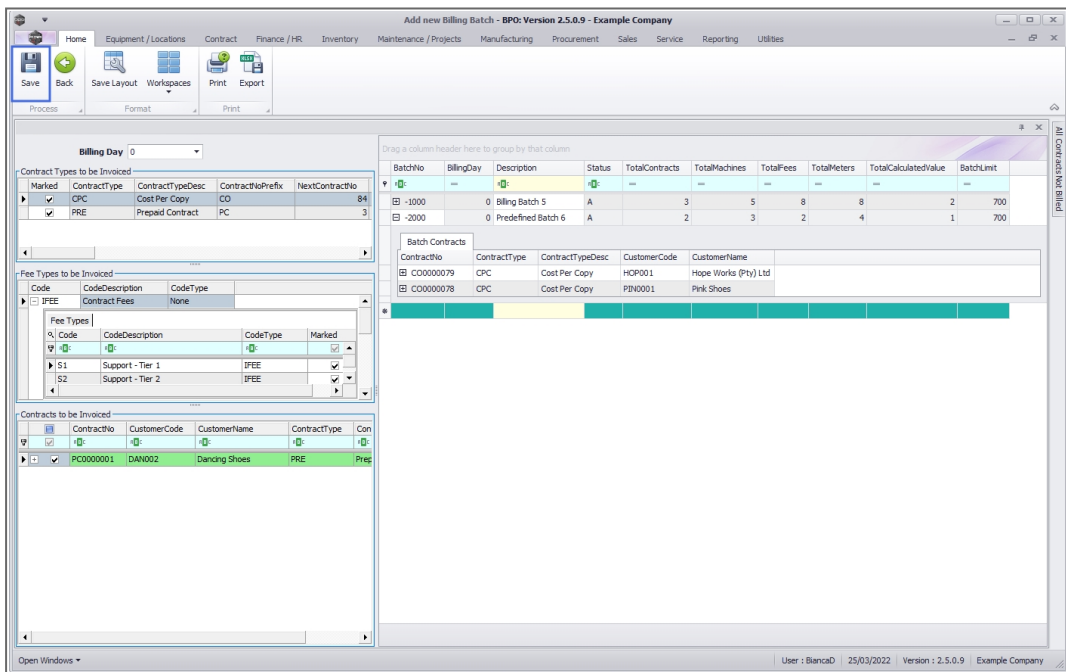 Add new Billing Batch - BPO: Version 2.5.0.9 - Example Company
Home Equipment / Locations Contract Finance / HR Inventory Maintenance / Projects Manufacturing Procurement Sales Service Reporting Utilities
Save Back Save Layout Workspaces Print Export
Process Format Print
Billing Day 0
Contract Types to be Invoiced
Marked ContractType ContractTypeDesc ContractNoPrefix NextContractNo
CPC Cost Per Copy CO 84
PRE Prepaid Contract PC 3
Fee Types to be Invoiced
Code CodeDescription CodeType
IFEE Contract Fees None
Fee Types
Code CodeDescription CodeType Marked
S1 Support - Tier 1 IFEE
S2 Support - Tier 2 IFEE
Contracts to be Invoiced
ContractNo CustomerCode CustomerName ContractType Con
PC0000001 DAN002 Dancing Shoes PRE Prep
Drag a column header here to group by that column
BatchNo BillingDay Description Status TotalContracts TotalMachines TotalFees TotalMeters TotalCalculatedValue BatchLimit
= = = = = = =
-1000 0 Billing Batch 5 A 3 5 8 8 2 700
-2000 0 Predefined Batch 6 A 2 3 2 4 1 700
Batch Contracts
ContractNo ContractType ContractTypeDesc CustomerCode CustomerName
CO0000079 CPC Cost Per Copy HOP001 Hope Works (Pty) Ltd
CO0000078 CPC Cost Per Copy PIN0001 Pink Shoes
All Contracts Not Billed
Open Windows User : BiancaD 25/03/2022 Version : 2.5.0.9 Example Company